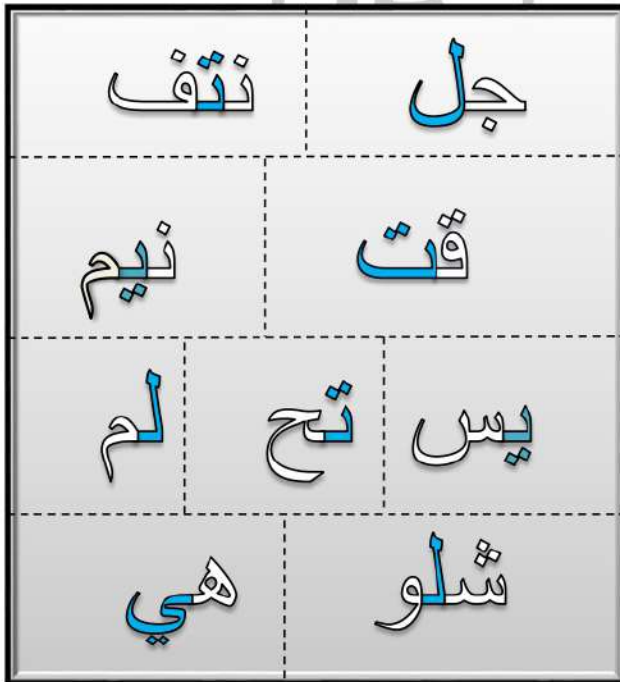 جل نتف
قت نيم
يس تح لم
شلو هي